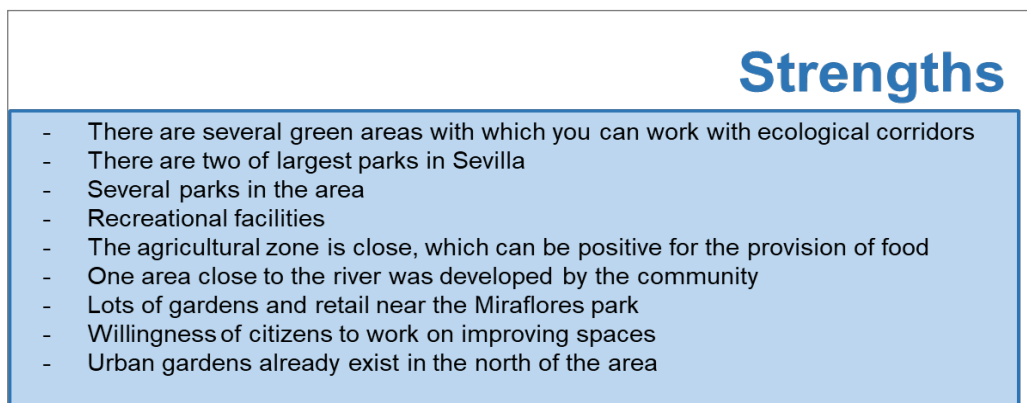 Strengths
- There are several green areas with which you can work with ecological corridors
- There are two of largest parks in Sevilla
- Several parks in the area
- Recreational facilities
- The agricultural zone is close, which can be positive for the provision of food
- One area close to the river was developed by the community
- Lots of gardens and retail near the Miraflores park
- Willingness of citizens to work on improving spaces
- Urban gardens already exist in the north of the area